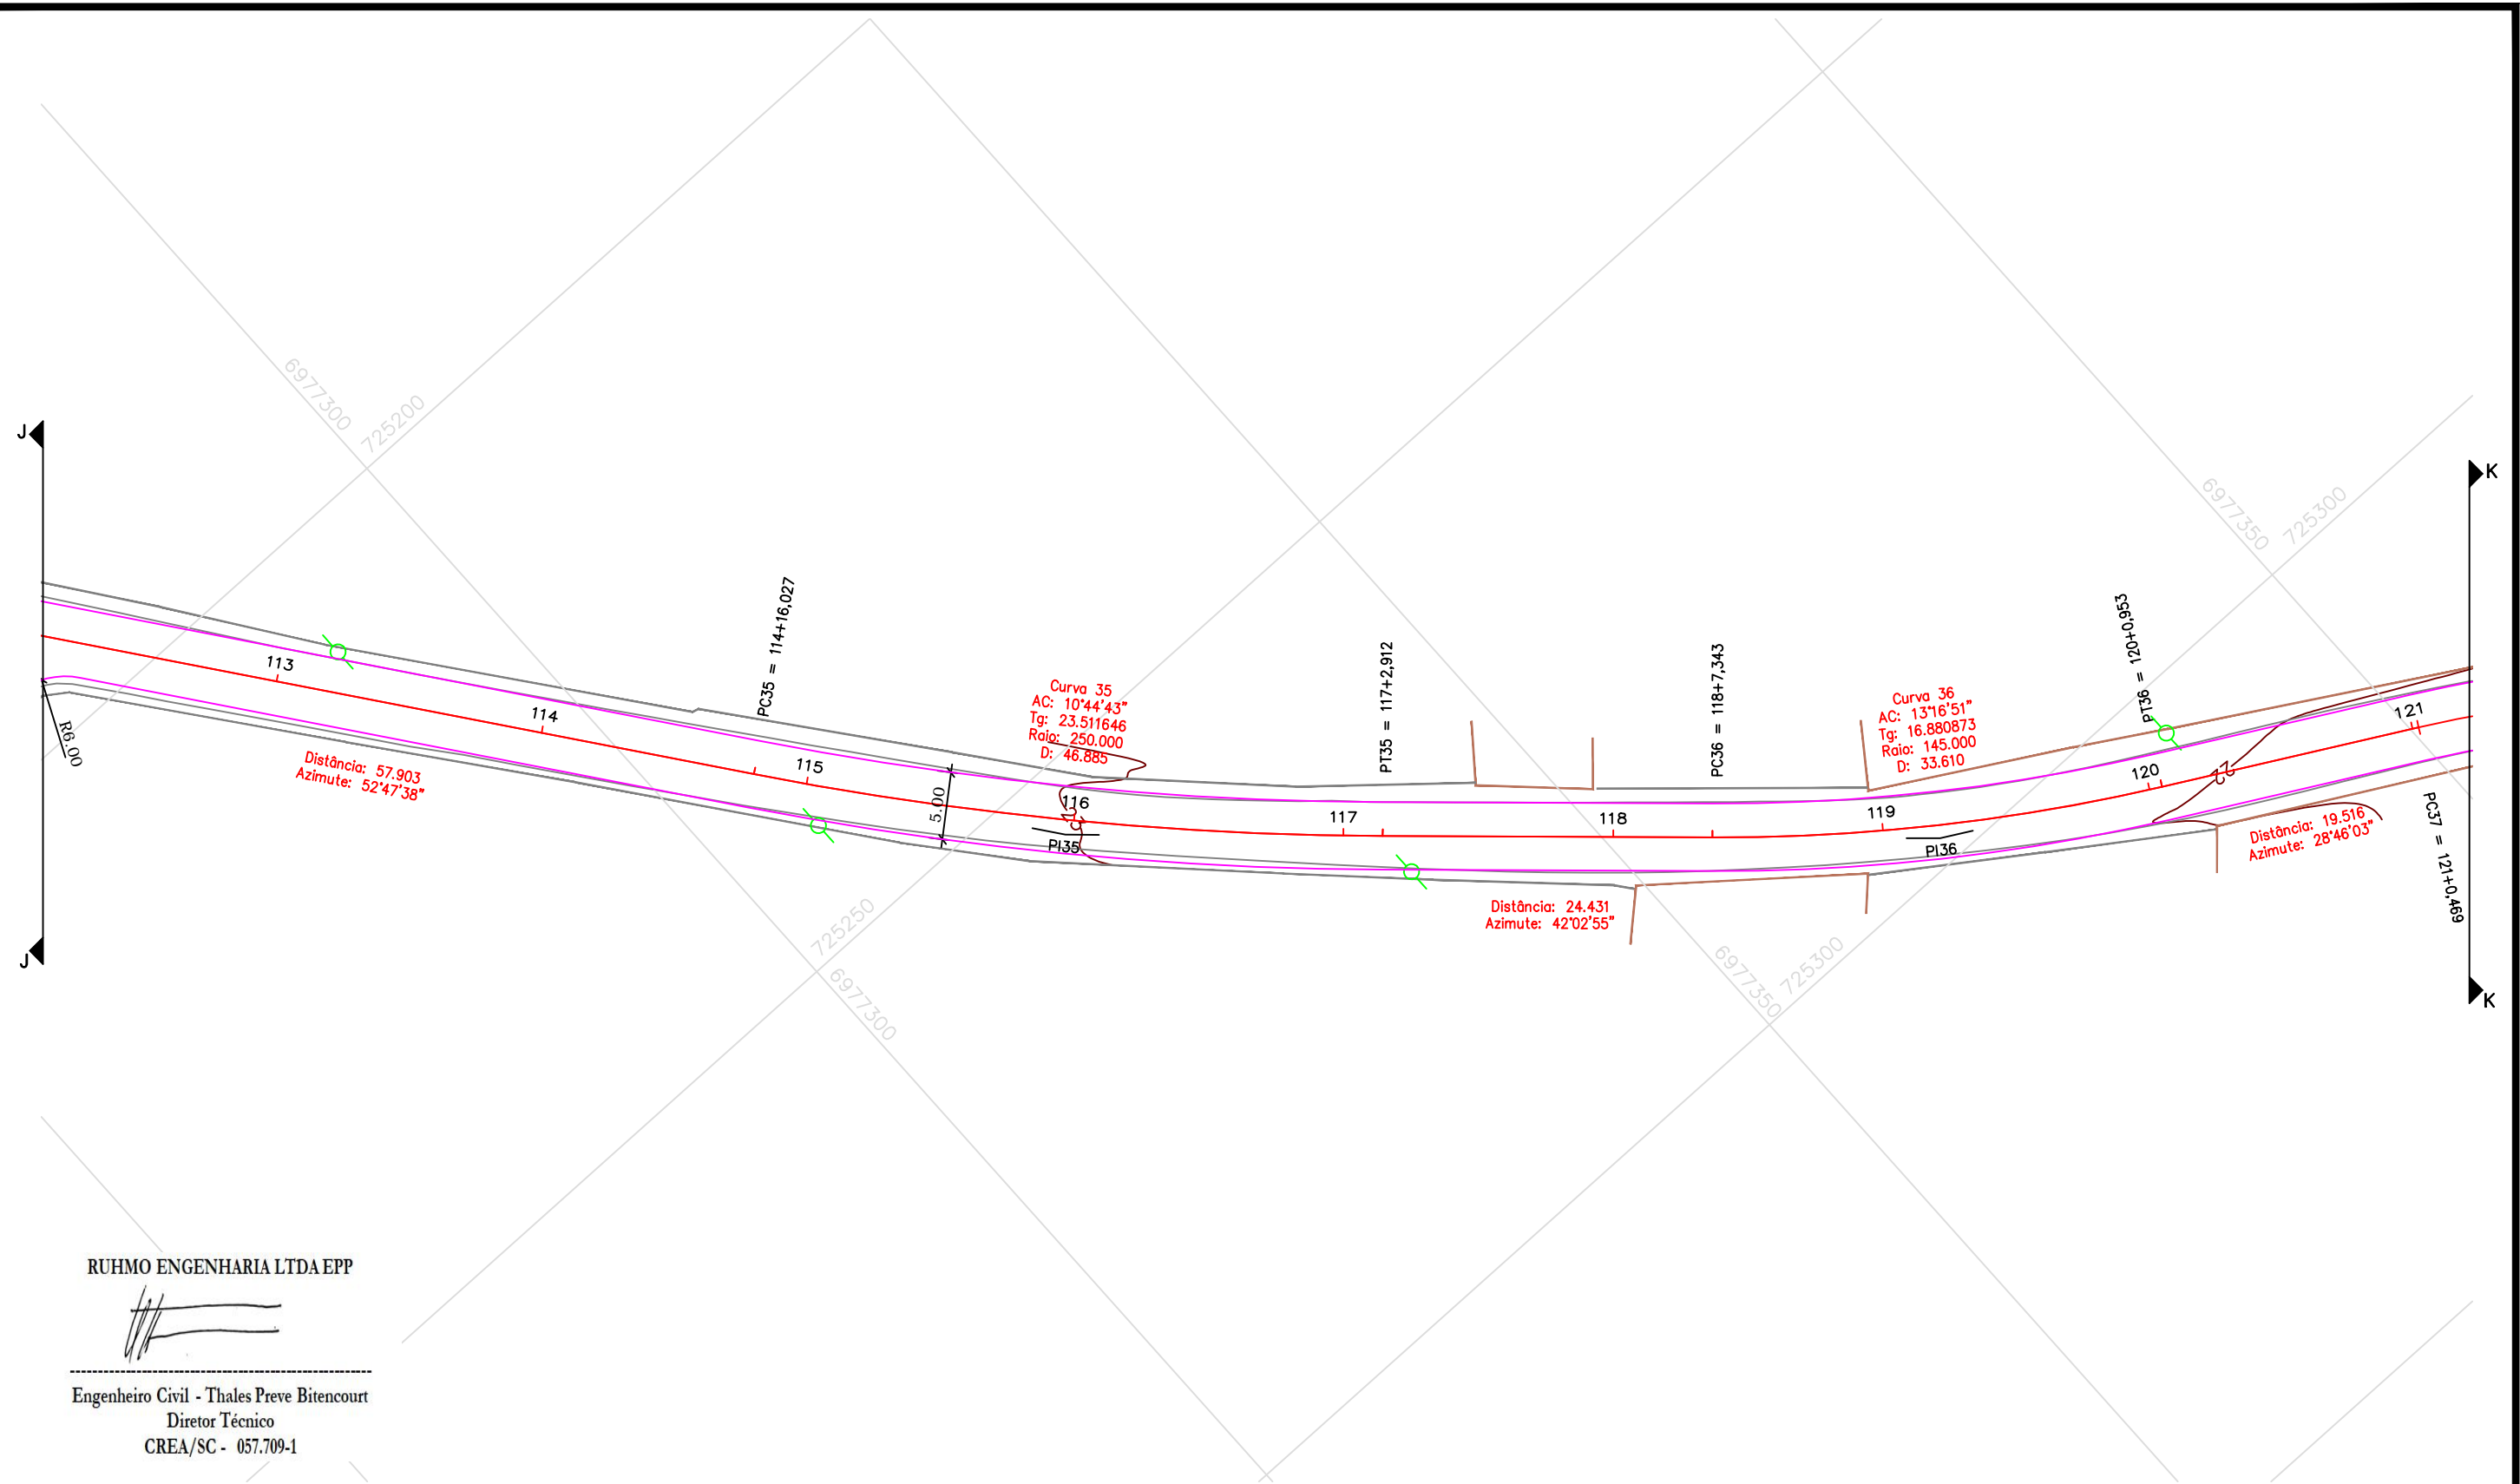 6977300
725200
J
K
6977350
725300
PC35 = 114+16,027
PT36 = 120+0,953
113
R6.00
114
Distância: 57.903
Azimute: 52°47'38"
115
5.00
Curva 35
AC: 10°44'43"
Tg: 23.511646
Raio: 250.000
D: 46.885
116
PI35
PT35 = 117+2,912
117
118
PC36 = 118+7,343
Curva 36
AC: 13°16'51"
Tg: 16.880873
Raio: 145.000
D: 33.610
119
PI36
120
22
121
Distância: 19.516
Azimute: 28°46'03"
PC37 = 121+0,469
Distância: 24.431
Azimute: 42°02'55"
J
725250
6977300
6977350
725300
K
RUHMO ENGENHARIA LTDA EPP
Engenheiro Civil - Thales Preve Bitencourt
Diretor Técnico
CREA/SC - 057.709-1